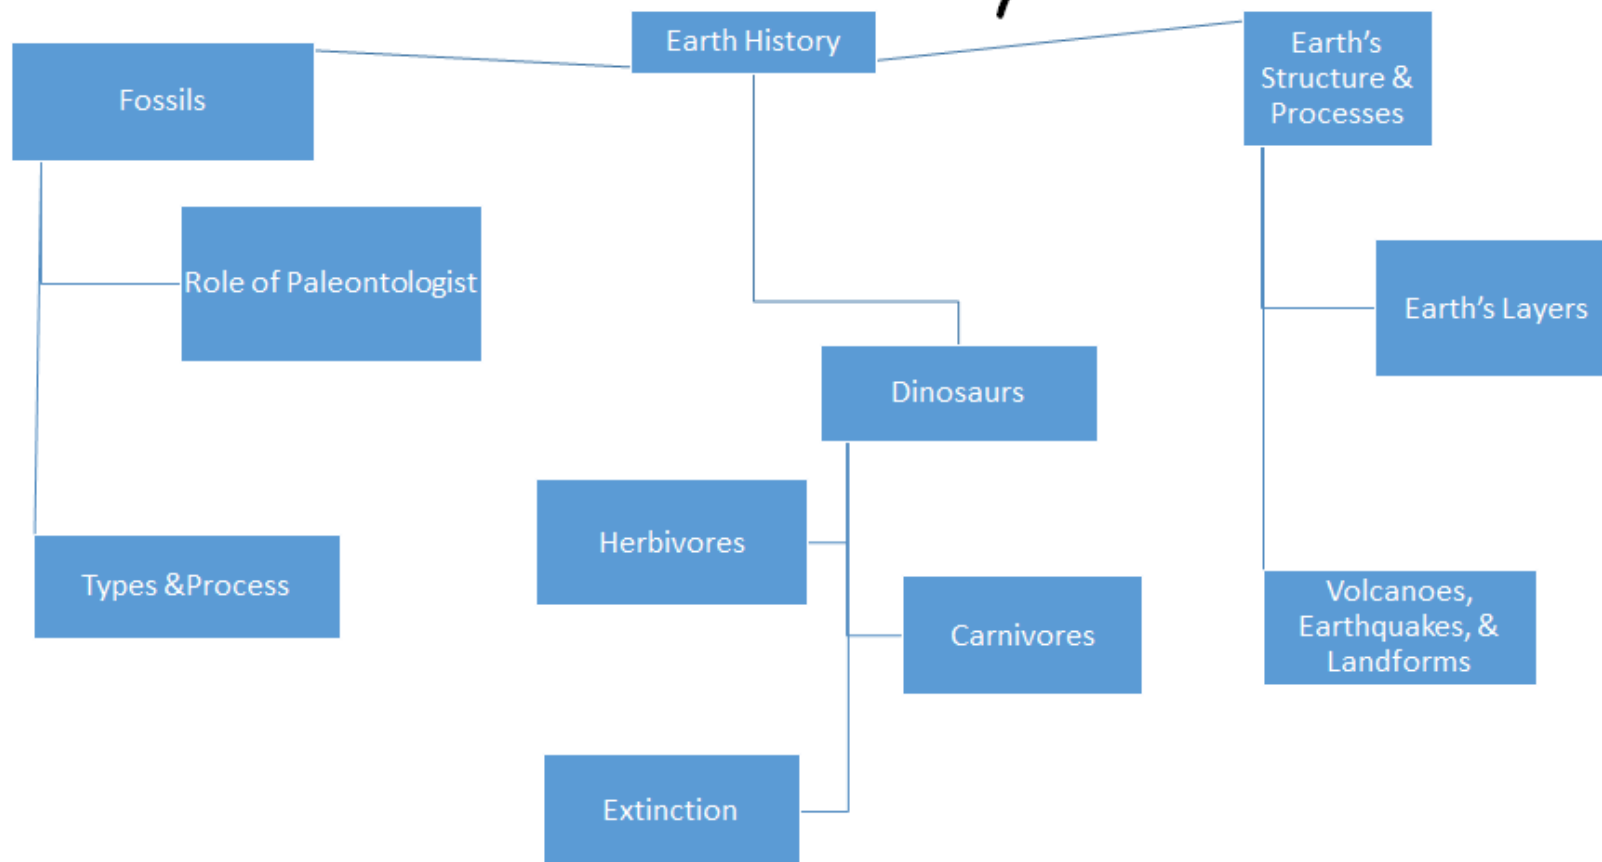 Earth History
Fossils
Earth’s
Structure &
Processes
Role of Paleontologist
Earth’s Layers
Dinosaurs
Herbivores
Types &Process
Carnivores
Volcanoes,
Earthquakes, &
Landforms
Extinction